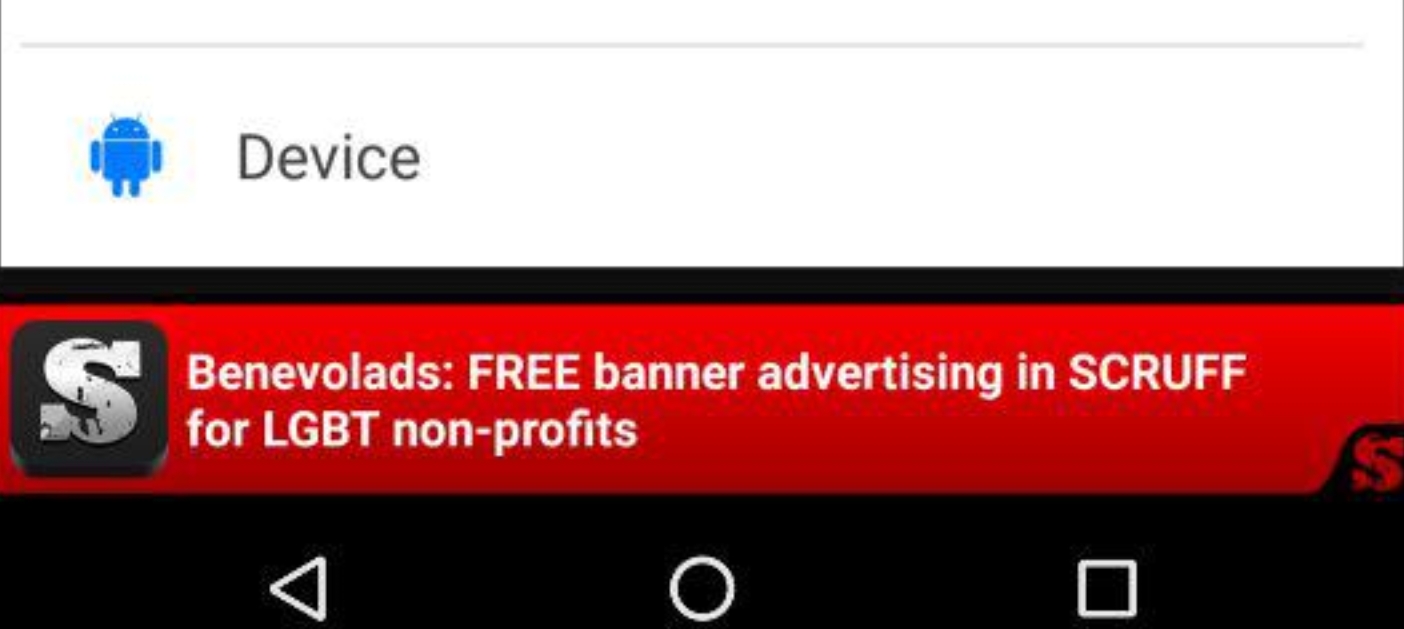 Device
S
Benevolads: FREE banner advertising in SCRUFF
for LGBT non-profits
S